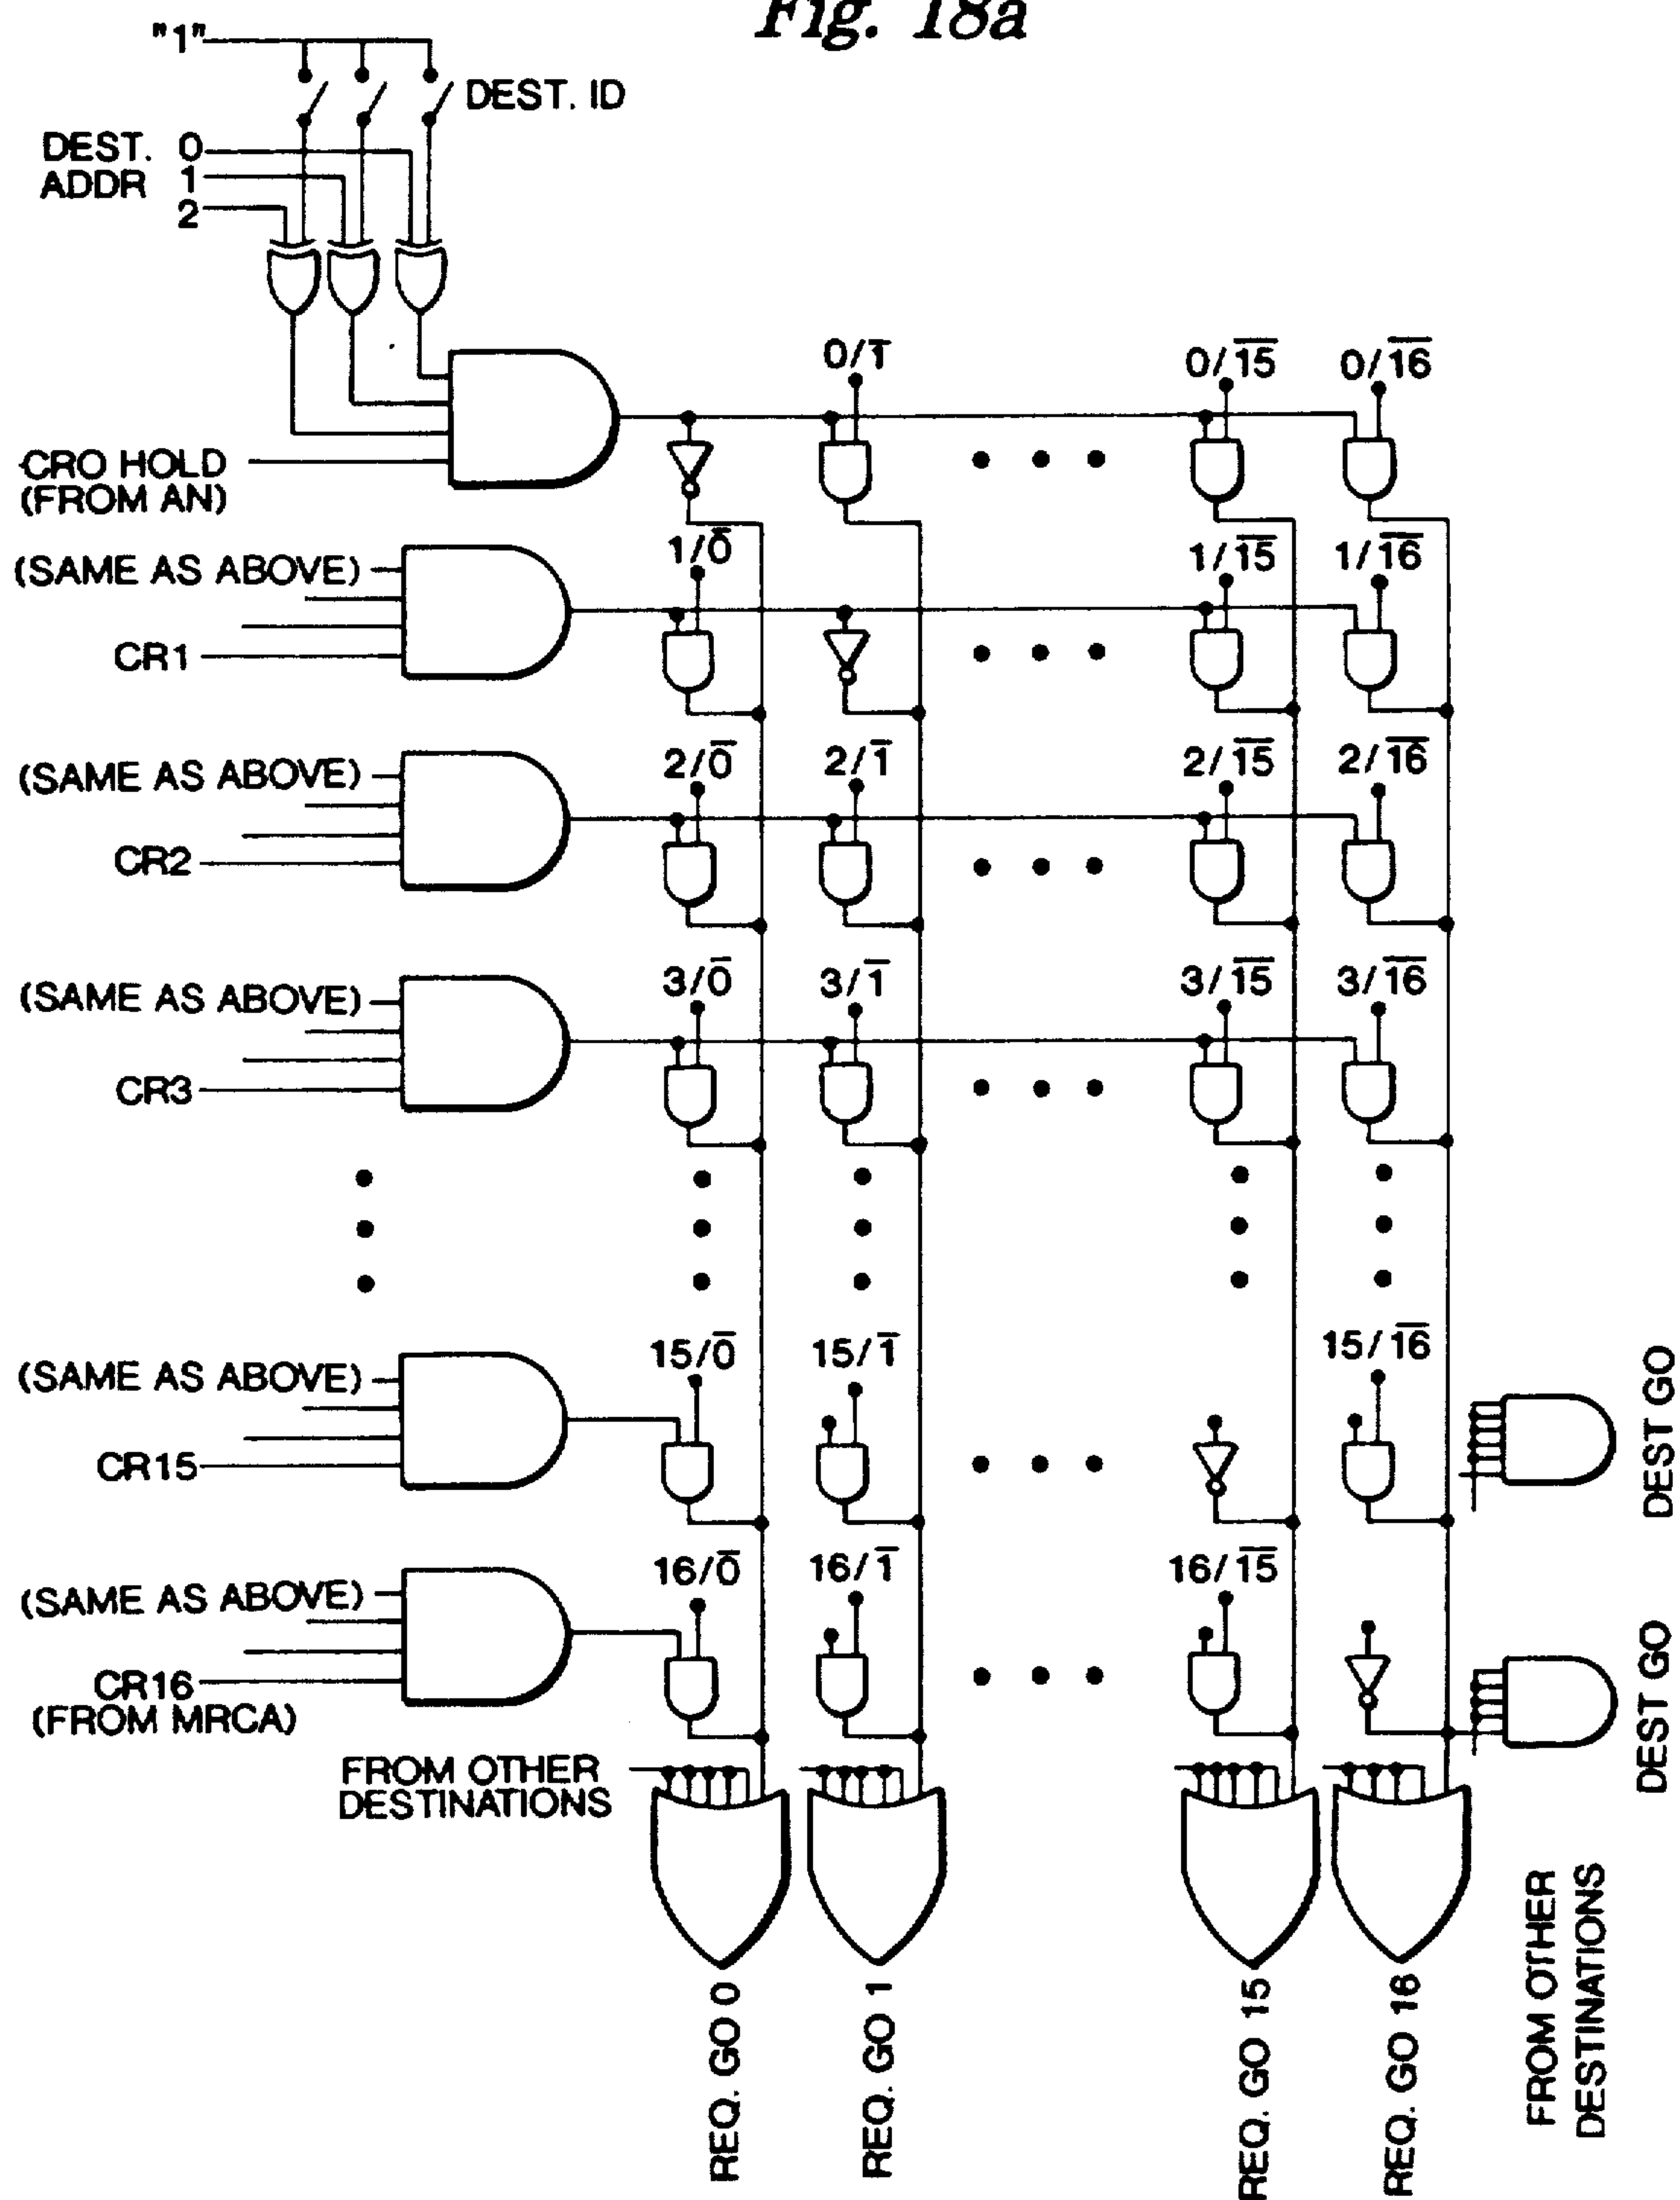 Fig. 18a
"1"
DEST. ID
DEST. 0
ADDR 1
2
0/1̅ 0/1̅5̅ 0/1̅6̅
CRO HOLD
(FROM AN)
1/0̅ 1/1̅5̅ 1/1̅6̅
(SAME AS ABOVE)
CR1
2/0̅ 2/1̅ 2/1̅5̅ 2/1̅6̅
(SAME AS ABOVE)
CR2
3/0̅ 3/1̅ 3/1̅5̅ 3/1̅6̅
(SAME AS ABOVE)
CR3
15/0̅ 15/1̅ 15/1̅6̅
(SAME AS ABOVE)
CR15
DEST GO
16/0̅ 16/1̅ 16/1̅5̅
(SAME AS ABOVE)
CR16
(FROM MRCA)
DEST GO
FROM OTHER
DESTINATIONS
REQ. GO 0
REQ. GO 1
REQ. GO 15
REQ. GO 16
FROM OTHER
DESTINATIONS